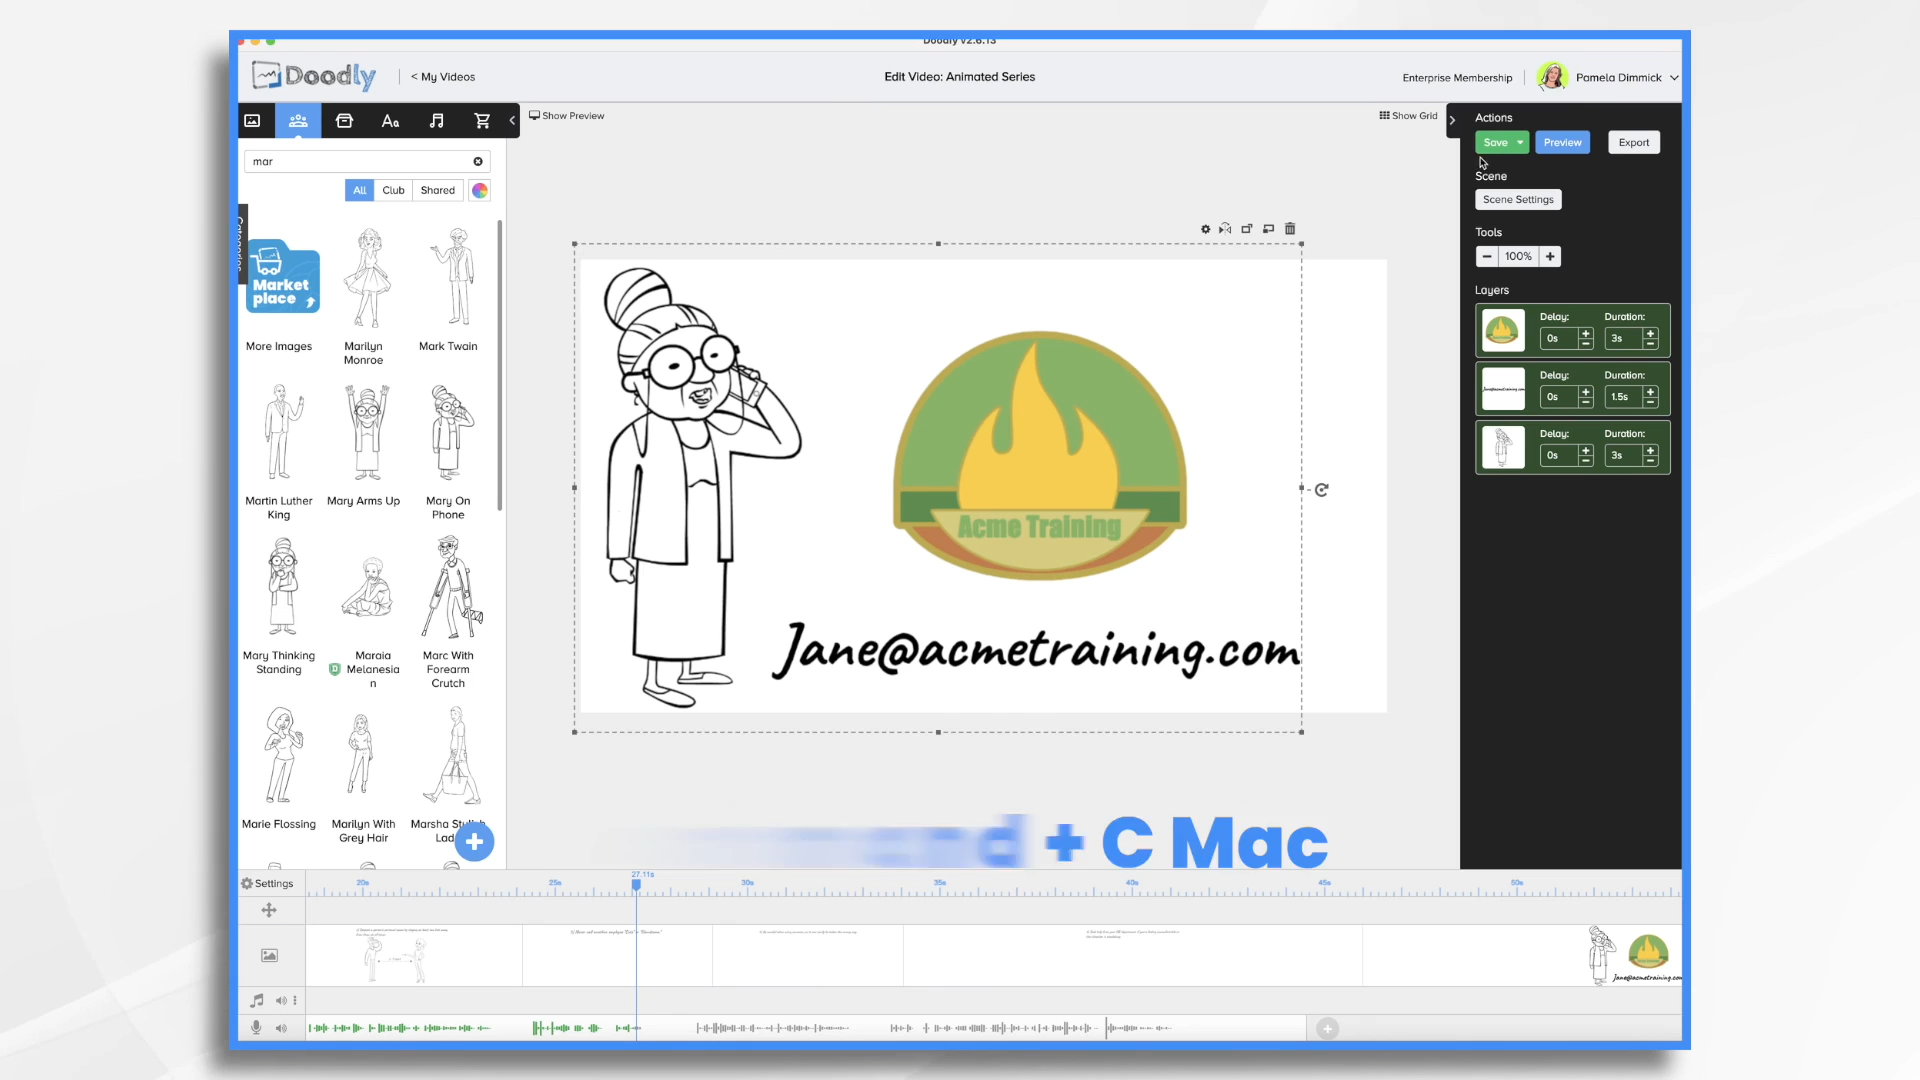 Doodly v2.6.13
Doodly
< My Videos
Edit Video: Animated Series
Enterprise Membership
Pamela Dimmick
Show Preview
Show Grid
Actions
Save
Preview
Export
Scene
Scene Settings
Tools
100%
Layers
Delay:
Duration:
0s
3s
Delay:
Duration:
0s
1.5s
Delay:
Duration:
0s
3s
Aa
mar
All
Club
Shared
Categories
Market
place
More Images
Marilyn
Monroe
Mark Twain
Martin Luther
King
Mary Arms Up
Mary On
Phone
Mary Thinking
Standing
Maraia
Melanesia
n
Marc With
Forearm
Crutch
Marie Flossing
Marilyn With
Grey Hair
Acme Training
Jane@acmetraining.com
+ C Mac
Settings
27.11s
20s
25s
30s
35s
40s
45s
50s